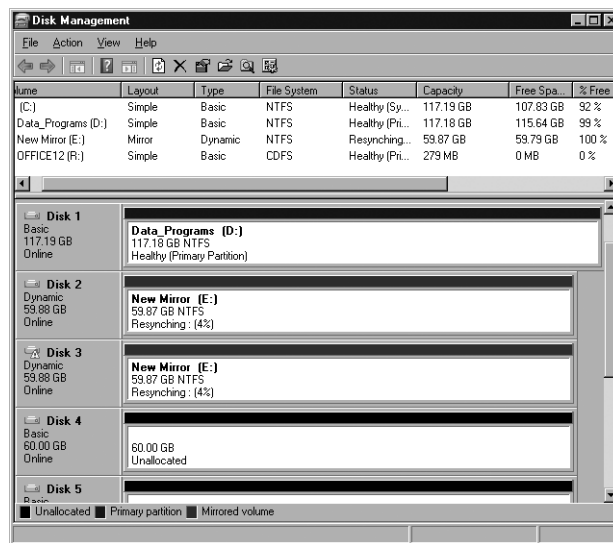 Disk Management
File Action View Help
lume Layout Type File System Status Capacity Free Spa... % Free
(C:) Simple Basic NTFS Healthy (Sy... 117.19 GB 107.83 GB 92 %
Data_Programs (D:) Simple Basic NTFS Healthy (Pri... 117.18 GB 115.64 GB 99 %
New Mirror (E:) Mirror Dynamic NTFS Resynching... 59.87 GB 59.79 GB 100 %
OFFICE12 (R:) Simple Basic CDFS Healthy (Pri... 279 MB 0 MB 0 %
Disk 1
Basic
117.19 GB
Online
Data_Programs (D:)
117.18 GB NTFS
Healthy (Primary Partition)
Disk 2
Dynamic
59.88 GB
Online
New Mirror (E:)
59.87 GB NTFS
Resynching : (4%)
Disk 3
Dynamic
59.88 GB
Online
New Mirror (E:)
59.87 GB NTFS
Resynching : (4%)
Disk 4
Basic
60.00 GB
Online
60.00 GB
Unallocated
Disk 5
Basic
Unallocated Primary partition Mirrored volume